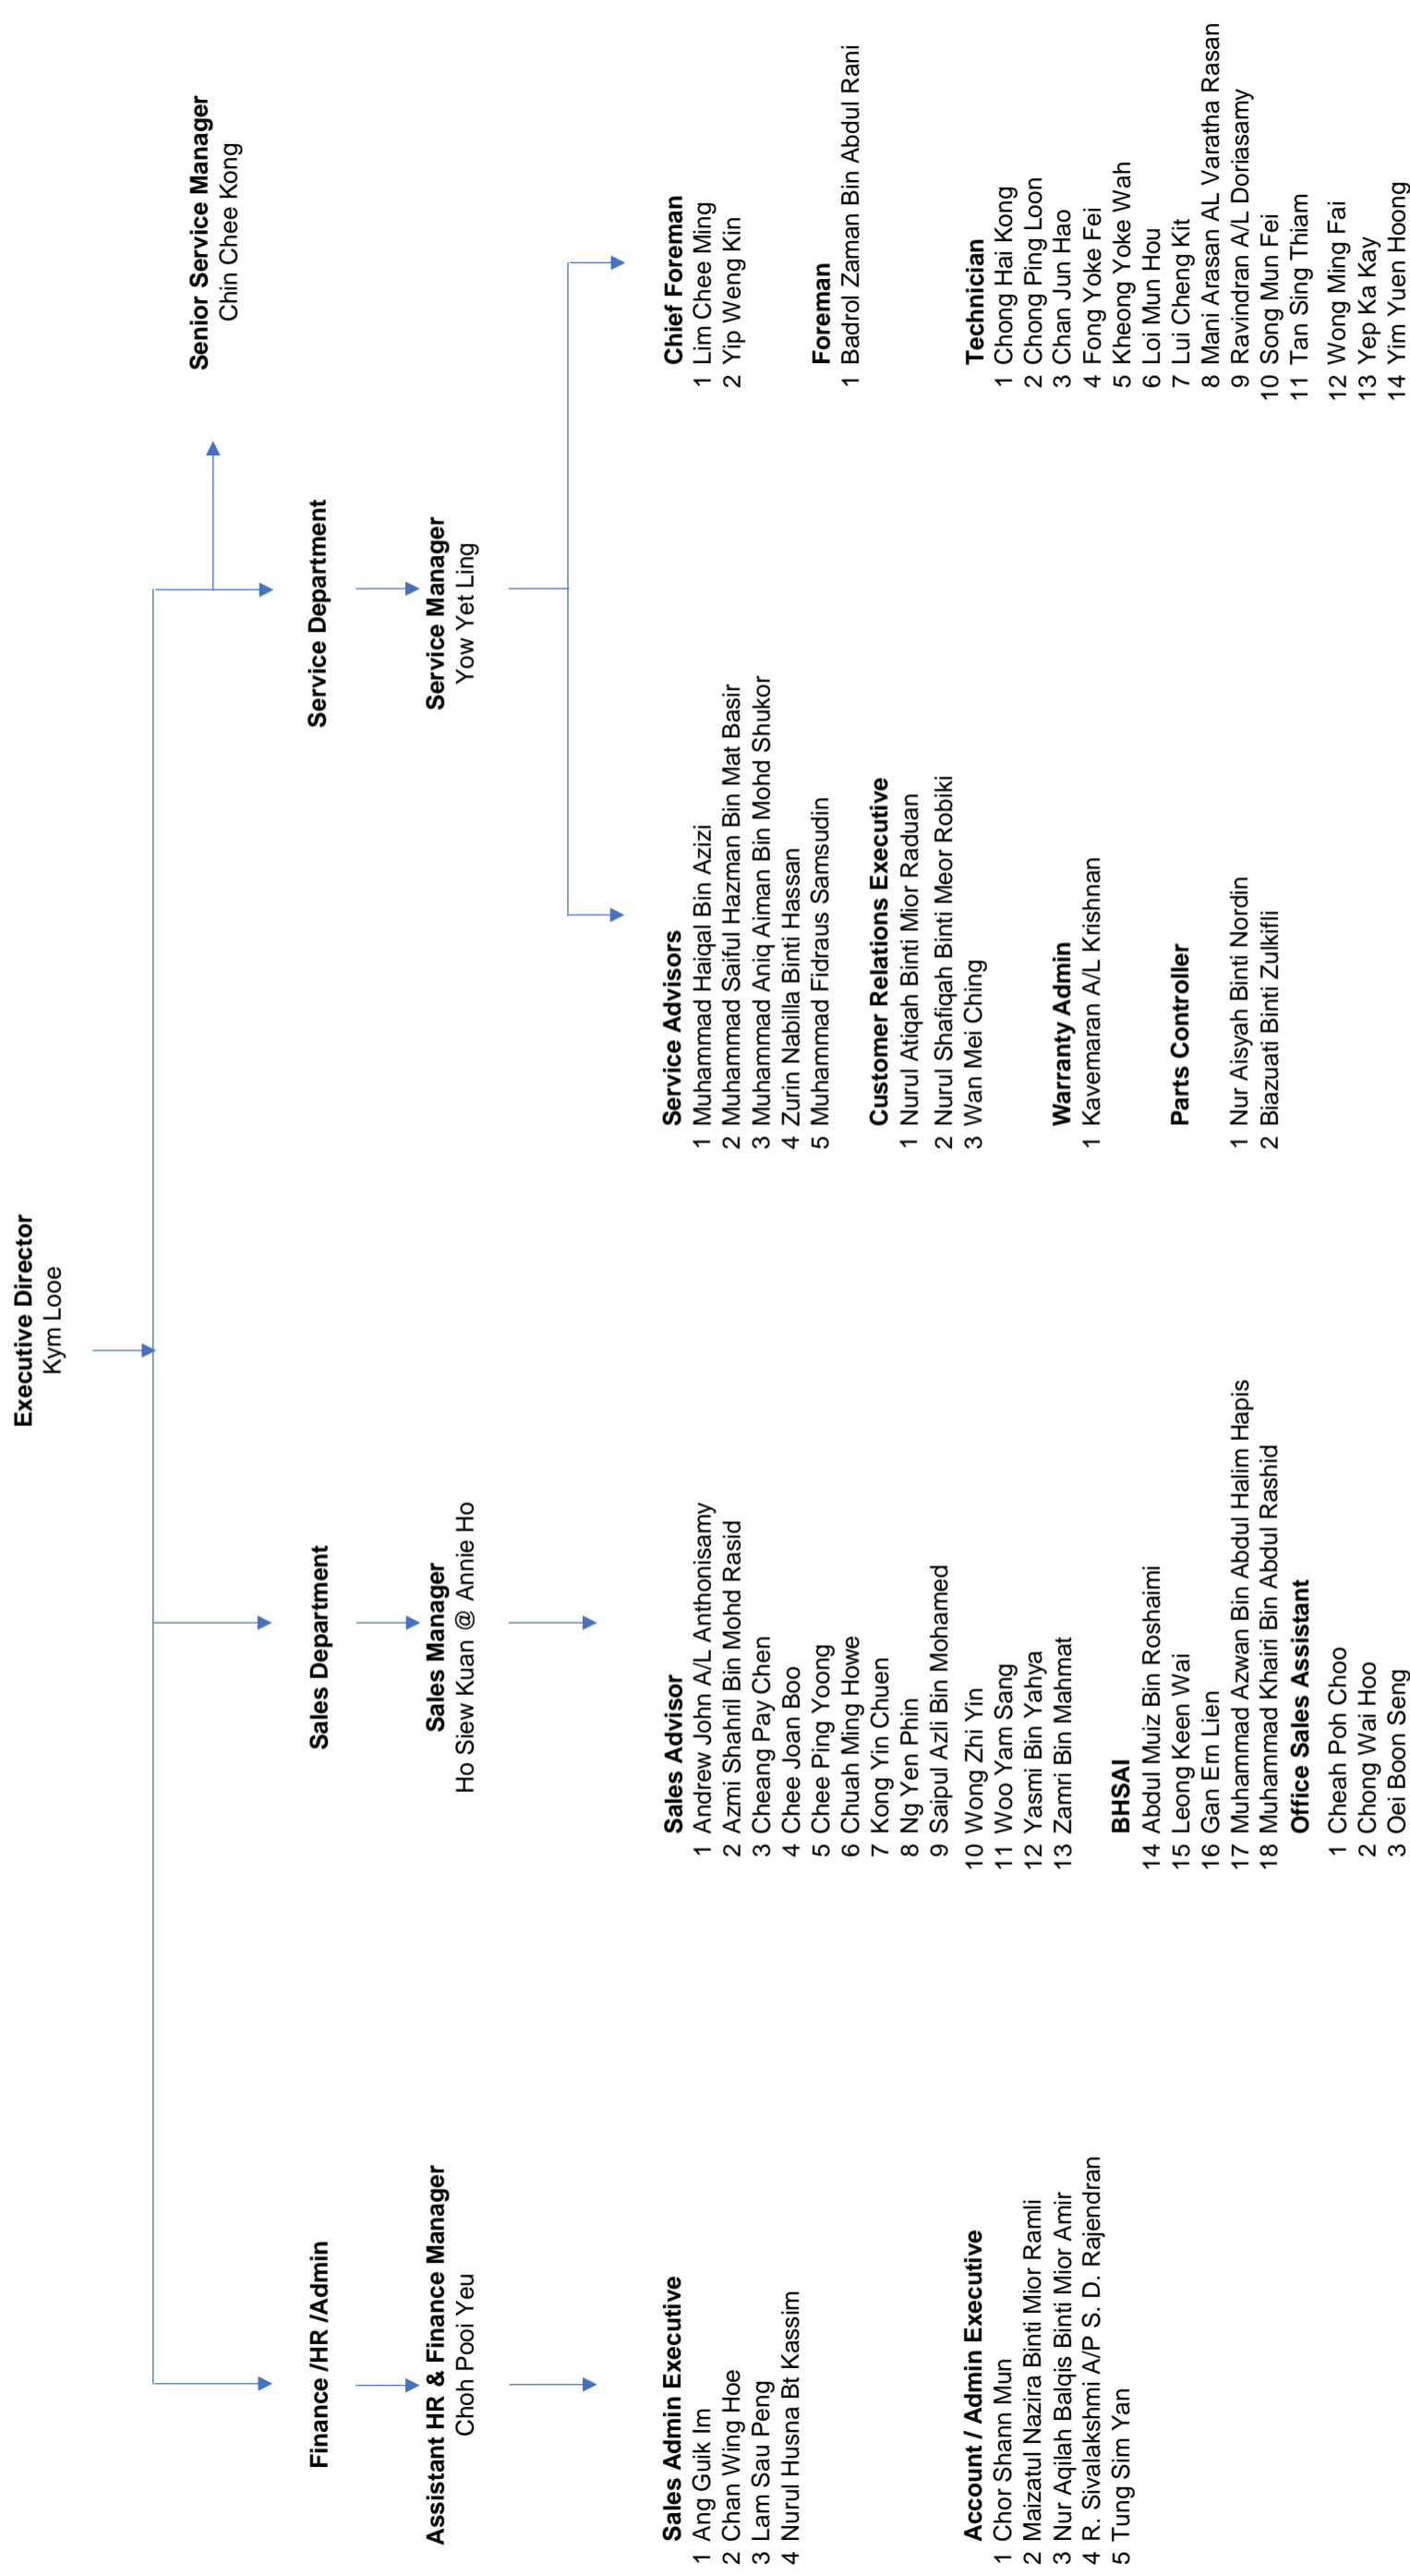 Executive Director
Kym Looe
Senior Service Manager
Chin Chee Kong
Finance /HR /Admin
Sales Department
Service Department
Assistant HR & Finance Manager
Choh Pooi Yeu
Sales Manager
Ho Siew Kuan @ Annie Ho
Service Manager
Yow Yet Ling
Sales Admin Executive
1 Ang Guik Im
2 Chan Wing Hoe
3 Lam Sau Peng
4 Nurul Husna Bt Kassim
Account / Admin Executive
1 Chor Shann Mun
2 Maizatul Nazira Binti Mior Ramli
3 Nur Aqilah Balqis Binti Mior Amir
4 R. Sivalakshmi A/P S. D. Rajendran
5 Tung Sim Yan
Sales Advisor
1 Andrew John A/L Anthonisamy
2 Azmi Shahril Bin Mohd Rasid
3 Cheang Pay Chen
4 Chee Joan Boo
5 Chee Ping Yoong
6 Chuah Ming Howe
7 Kong Yin Chuen
8 Ng Yen Phin
9 Saipul Azli Bin Mohamed
10 Wong Zhi Yin
11 Woo Yam Sang
12 Yasmi Bin Yahya
13 Zamri Bin Mahmat
BHSAI
14 Abdul Muiz Bin Roshaimi
15 Leong Keen Wai
16 Gan Ern Lien
17 Muhammad Azwan Bin Abdul Halim Hapis
18 Muhammad Khairi Bin Abdul Rashid
Office Sales Assistant
1 Cheah Poh Choo
2 Chong Wai Hoo
3 Oei Boon Seng
Service Advisors
1 Muhammad Haiqal Bin Azizi
2 Muhammad Saiful Hazman Bin Mat Basir
3 Muhammad Aniq Aiman Bin Mohd Shukor
4 Zurin Nabilla Binti Hassan
5 Muhammad Fidraus Samsudin
Customer Relations Executive
1 Nurul Atiqah Binti Mior Raduan
2 Nurul Shafiqah Binti Meor Robiki
3 Wan Mei Ching
Warranty Admin
1 Kavemaran A/L Krishnan
Parts Controller
1 Nur Aisyah Binti Nordin
2 Biazuati Binti Zulkifli
Chief Foreman
1 Lim Chee Ming
2 Yip Weng Kin
Foreman
1 Badrol Zaman Bin Abdul Rani
Technician
1 Chong Hai Kong
2 Chong Ping Loon
3 Chan Jun Hao
4 Fong Yoke Fei
5 Kheong Yoke Wah
6 Loi Mun Hou
7 Lui Cheng Kit
8 Mani Arasan AL Varatha Rasan
9 Ravindran A/L Doriasamy
10 Song Mun Fei
11 Tan Sing Thiam
12 Wong Ming Fai
13 Yep Ka Kay
14 Yim Yuen Hoong